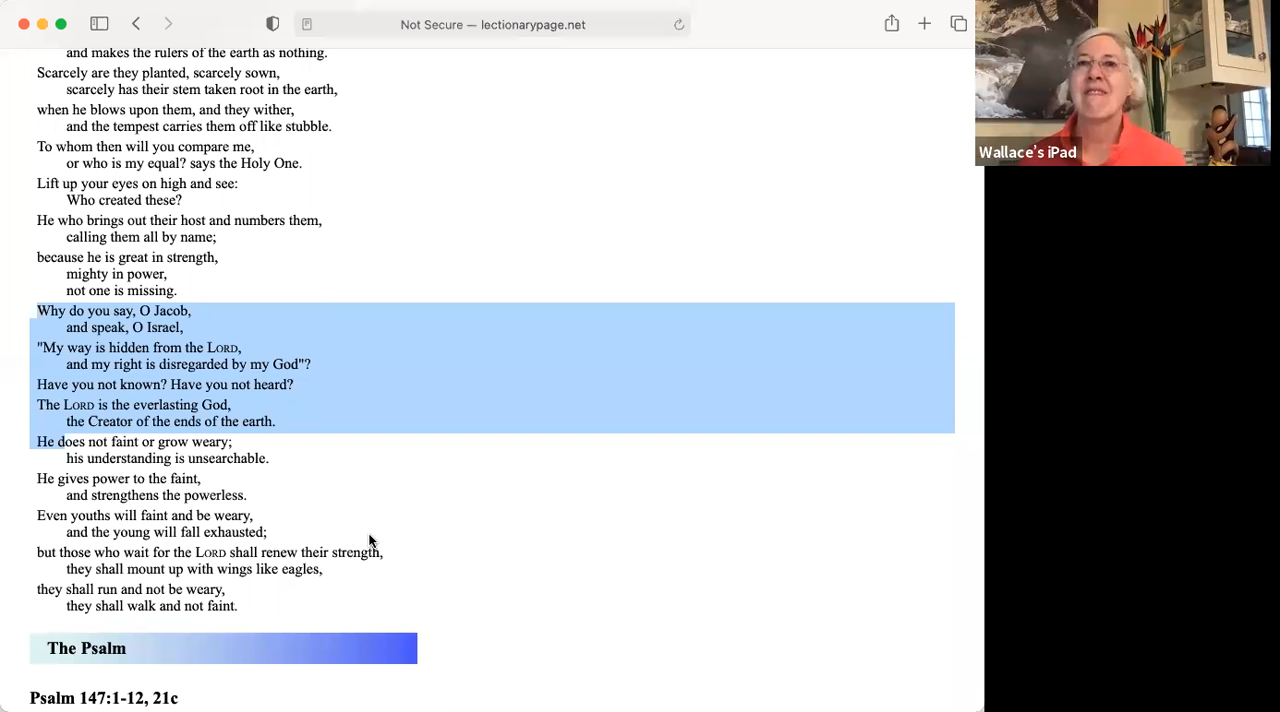 Not Secure — lectionarypage.net
and makes the rulers of the earth as nothing.
Scarcely are they planted, scarcely sown,
scarcely has their stem taken root in the earth,
when he blows upon them, and they wither,
and the tempest carries them off like stubble.
To whom then will you compare me,
or who is my equal? says the Holy One.
Lift up your eyes on high and see:
Who created these?
He who brings out their host and numbers them,
calling them all by name;
because he is great in strength,
mighty in power,
not one is missing.
Why do you say, O Jacob,
and speak, O Israel,
"My way is hidden from the LORD,
and my right is disregarded by my God"?
Have you not known? Have you not heard?
The LORD is the everlasting God,
the Creator of the ends of the earth.
He does not faint or grow weary;
his understanding is unsearchable.
He gives power to the faint,
and strengthens the powerless.
Even youths will faint and be weary,
and the young will fall exhausted;
but those who wait for the LORD shall renew their strength,
they shall mount up with wings like eagles,
they shall run and not be weary,
they shall walk and not faint.
The Psalm
Psalm 147:1-12, 21c
Wallace's iPad